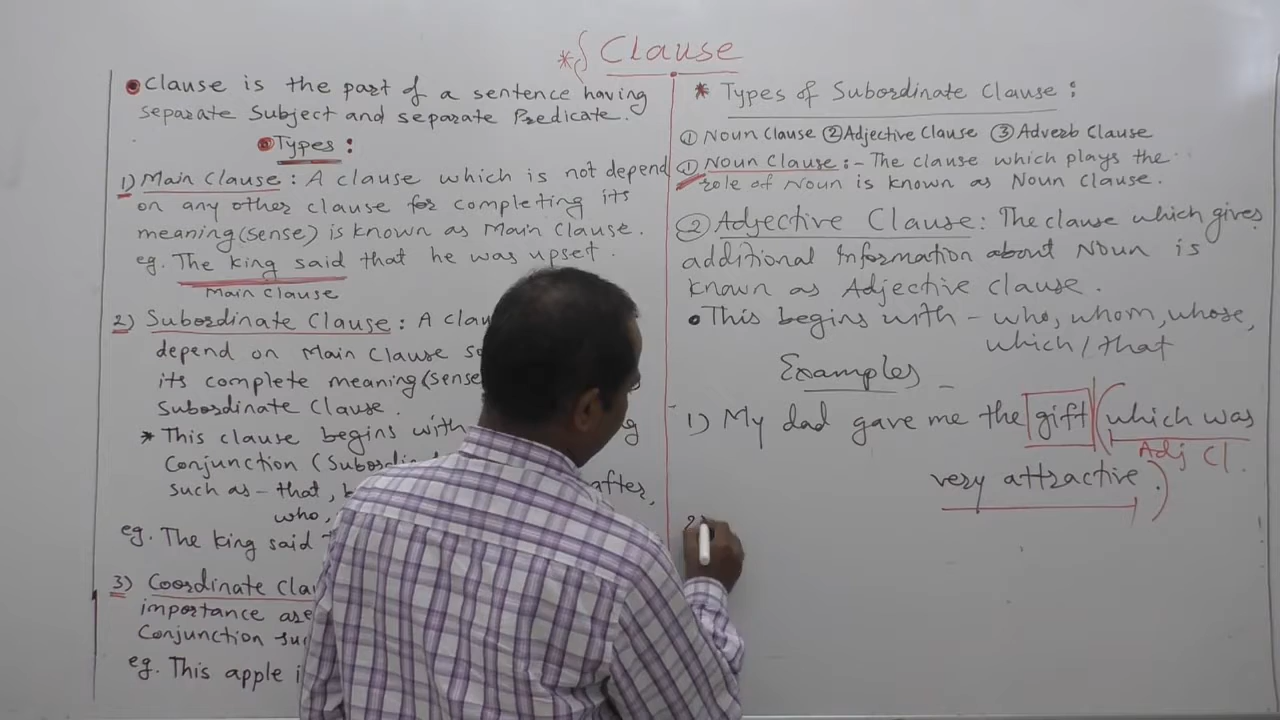 * { Clause
• Clause is the part of a sentence having
separate Subject and separate Predicate.
• Types :
1) Main Clause : A clause which is not depend
on any other clause for completing its
meaning (sense) is known as Main Clause.
eg. The king said that he was upset.
Main Clause
2) Subordinate Clause : A
depend on Main Clause
its complete meaning (sense
Subordinate Clause.
* This clause begins with
Conjunction
such as - that, after,
who,
eg. The king said
3) Coordinate
importance are
Conjunction
eg. This apple
* Types of Subordinate Clause :
① Noun Clause ② Adjective Clause ③ Adverb Clause
① Noun Clause :- The clause which plays the
role of Noun is known as Noun Clause.
② Adjective Clause : The clause which gives
additional Information about Noun is
known as Adjective clause.
• This begins with - who, whom, whose,
which / that
Examples -
1) My dad gave me the gift (which was
Adj Cl.
very attractive.)